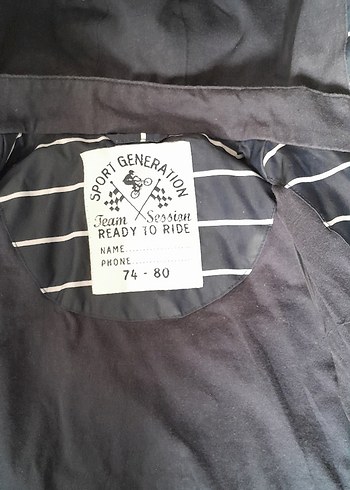 SPORT GENERATION
Team Session
READY TO RIDE
NAME................
PHONE..............
74 - 80